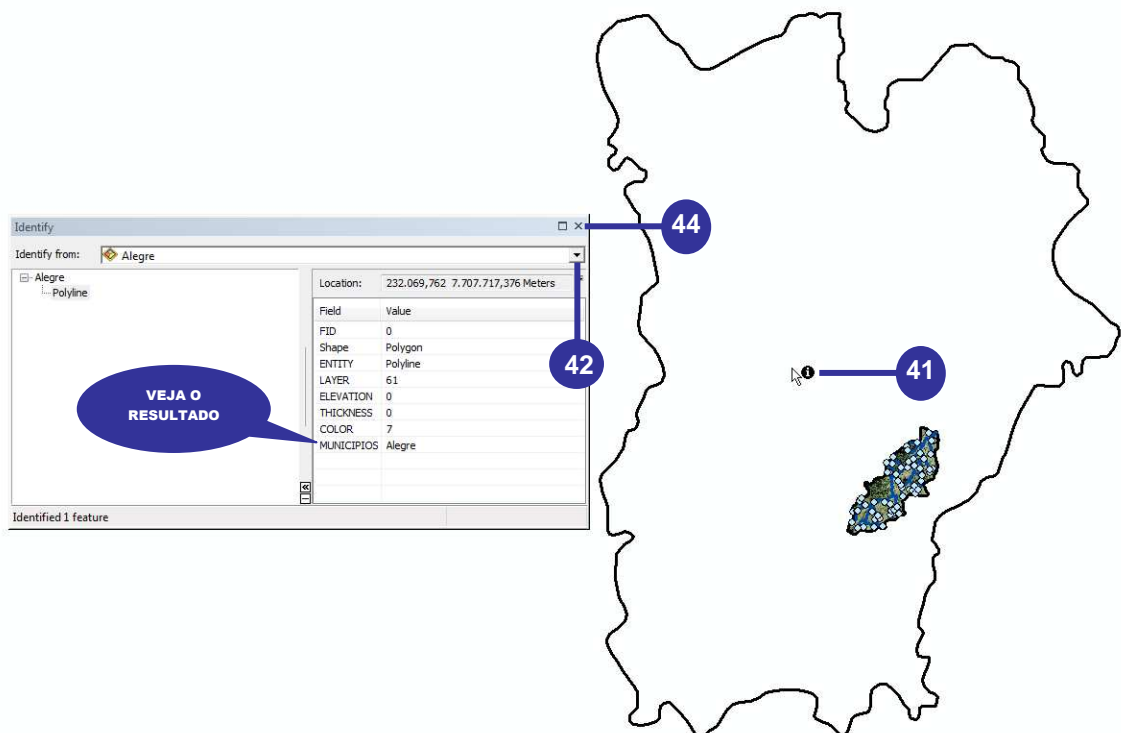 Identify
44
Identify from: Alegre
Alegre
Polyline
Location: 232.069,762 7.707.717,376 Meters
Field Value
FID 0
Shape Polygon
ENTITY Polyline
LAYER 61
ELEVATION 0
THICKNESS 0
COLOR 7
MUNICIPIOS Alegre
42
41
VEJA O
RESULTADO
Identified 1 feature